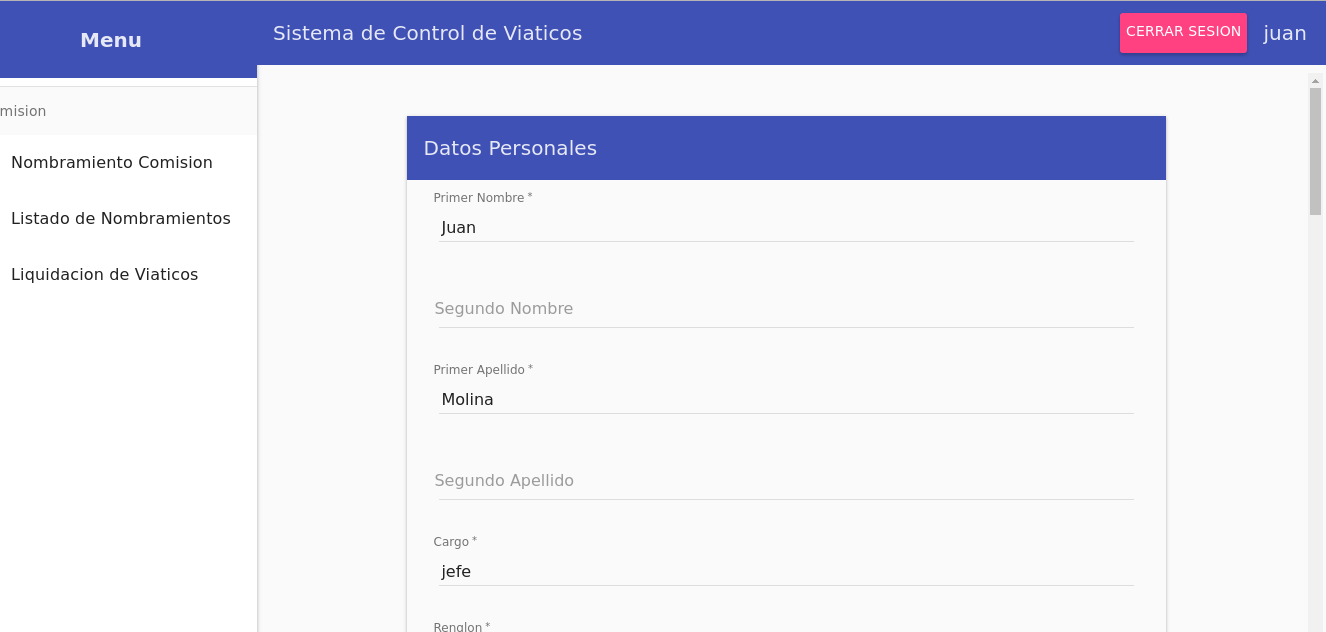 Menu
Sistema de Control de Viaticos
CERRAR SESION
juan
mision
Nombramiento Comision
Listado de Nombramientos
Liquidacion de Viaticos
Datos Personales
Primer Nombre *
Juan
Segundo Nombre
Primer Apellido *
Molina
Segundo Apellido
Cargo *
jefe
Renglon *